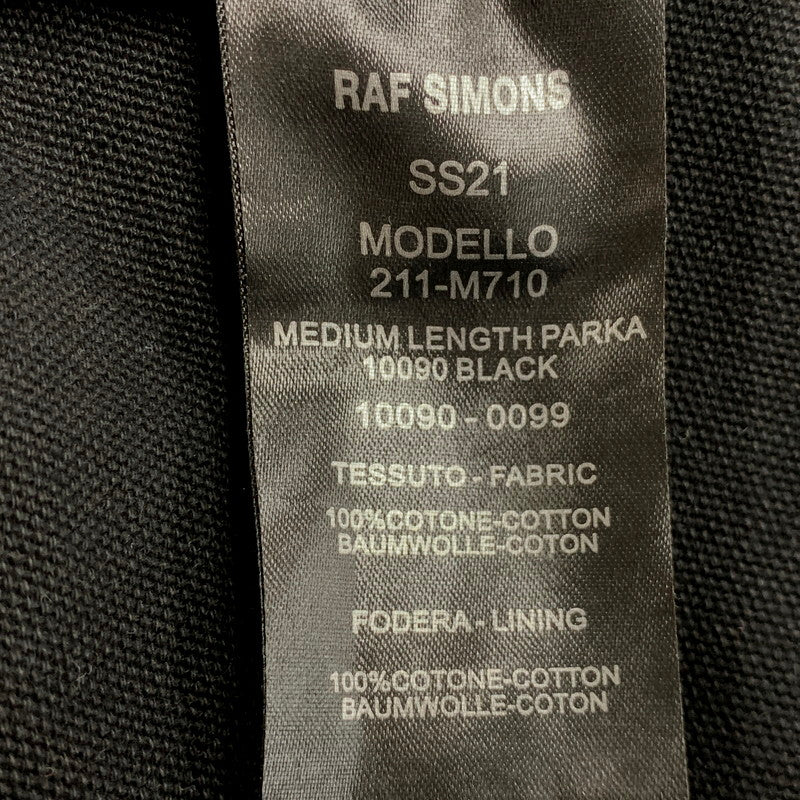 RAF SIMONS
SS21
MODELLO
211-M710
MEDIUM LENGTH PARKA
10090 BLACK
10090 - 0099
TESSUTO - FABRIC
100%COTONE-COTTON
BAUMWOLLE-COTON
FODERA - LINING
100%COTONE-COTTON
BAUMWOLLE-COTON